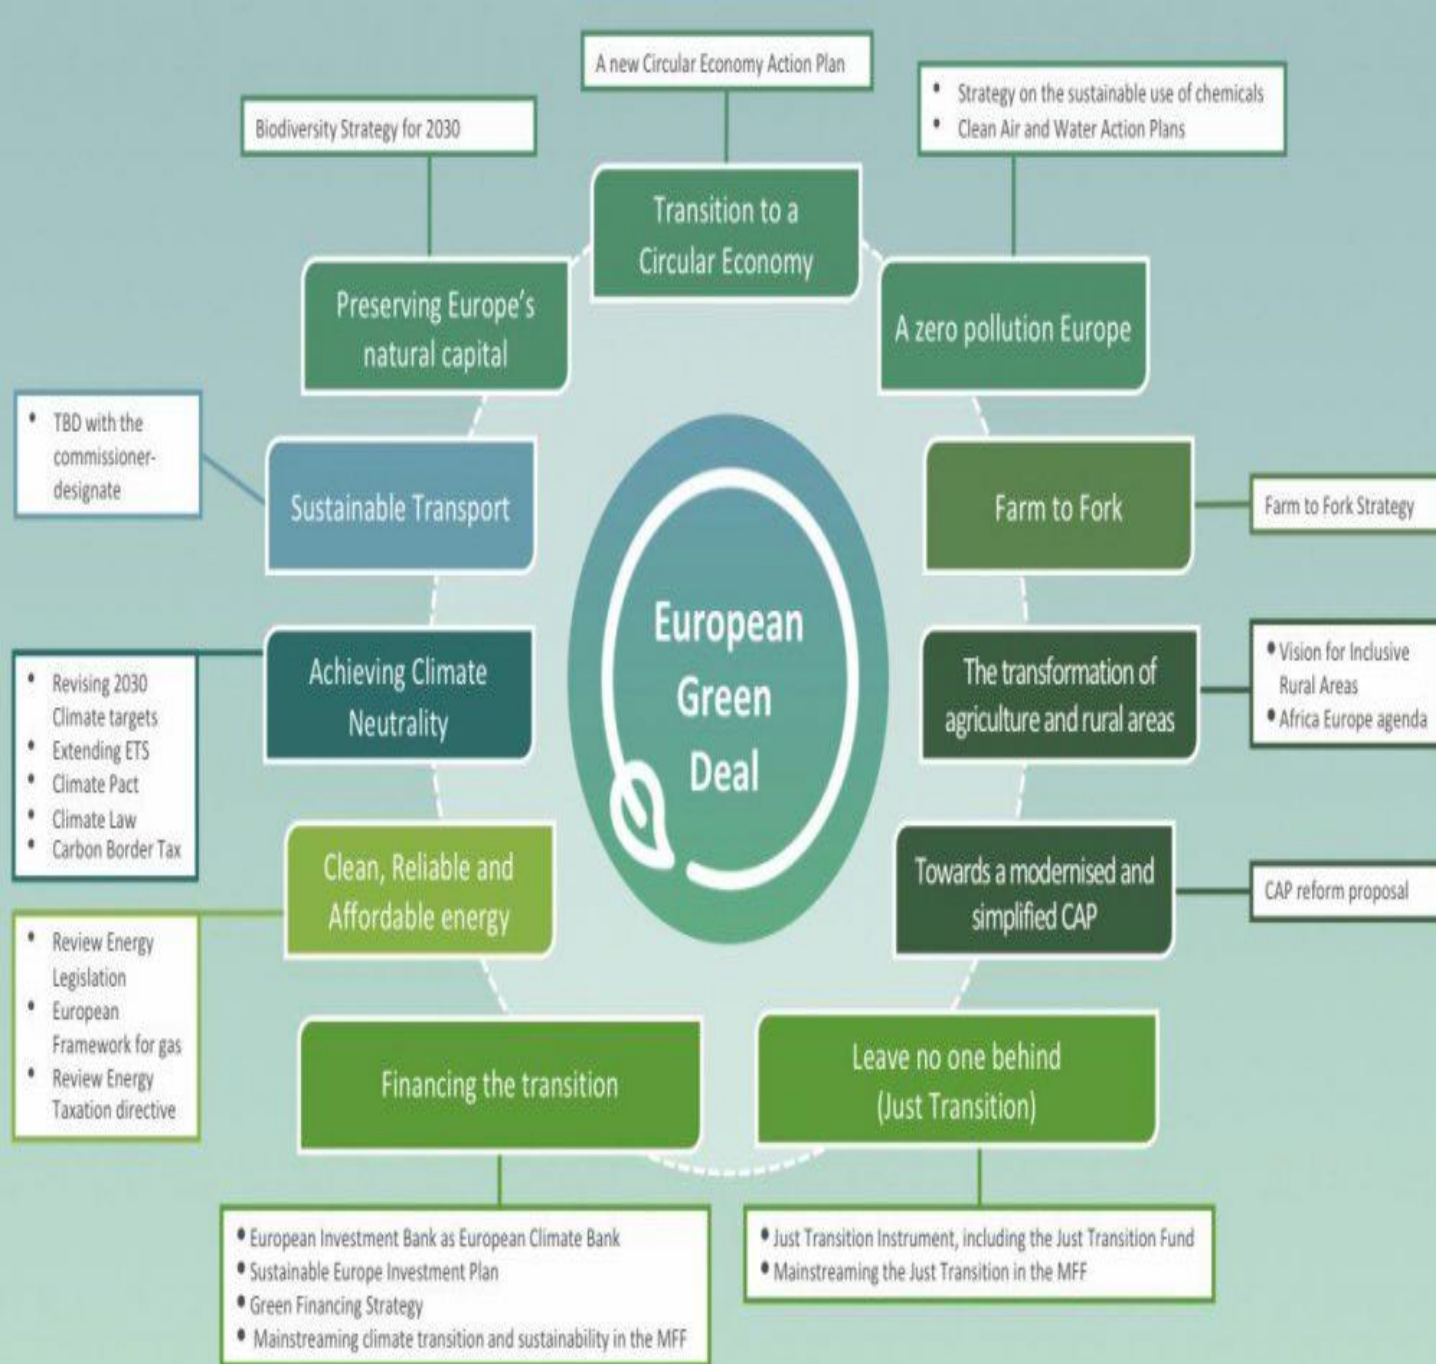 A new Circular Economy Action Plan
• Strategy on the sustainable use of chemicals
• Clean Air and Water Action Plans
Biodiversity Strategy for 2030
Transition to a
Circular Economy
Preserving Europe's
natural capital
A zero pollution Europe
• TBD with the
commissioner-
designate
Sustainable Transport
Farm to Fork
Farm to Fork Strategy
European
Green
Deal
Achieving Climate
Neutrality
• Revising 2030
Climate targets
• Extending ETS
• Climate Pact
• Climate Law
• Carbon Border Tax
The transformation of
agriculture and rural areas
• Vision for Inclusive
Rural Areas
• Africa Europe agenda
Clean, Reliable and
Affordable energy
• Review Energy
Legislation
• European
Framework for gas
• Review Energy
Taxation directive
Towards a modernised and
simplified CAP
CAP reform proposal
Financing the transition
Leave no one behind
(Just Transition)
• European Investment Bank as European Climate Bank
• Sustainable Europe Investment Plan
• Green Financing Strategy
• Mainstreaming climate transition and sustainability in the MFF
• Just Transition Instrument, including the Just Transition Fund
• Mainstreaming the Just Transition in the MFF